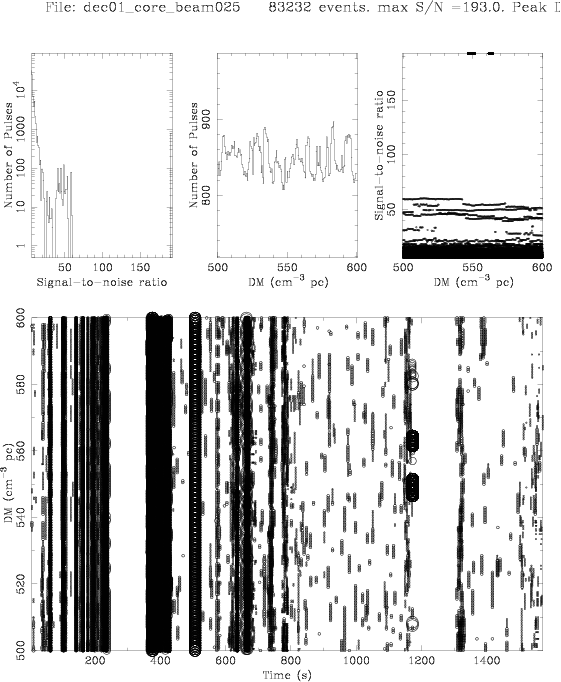 File: dec01_core_beam025 83232 events. max S/N =193.0. Peak D
Number of Pulses
10⁴
1000
100
10
1
50 100 150
Signal-to-noise ratio
Number of Pulses
900
800
500 550 600
DM (cm⁻³ pc)
Signal-to-noise ratio
150
100
50
500 550 600
DM (cm⁻³ pc)
DM (cm⁻³ pc)
600
580
560
540
520
500
200 400 600 800 1000 1200 1400
Time (s)